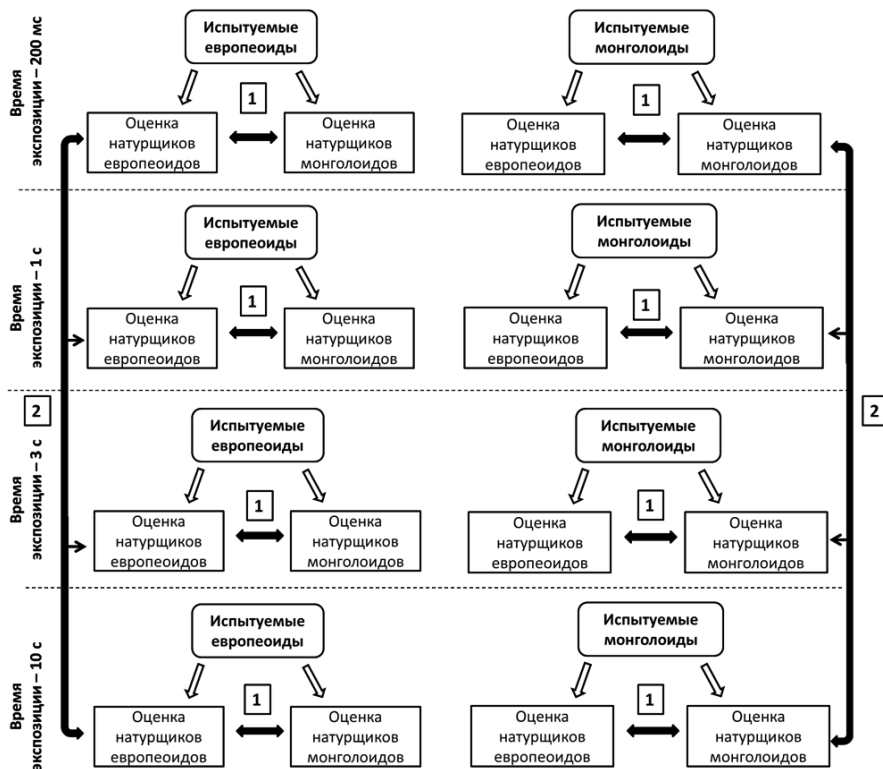 Время
экспозиции – 200 мс
Испытуемые
европеоиды
Испытуемые
монголоиды
1
1
Оценка
натурщиков
европеоидов
Оценка
натурщиков
монголоидов
Оценка
натурщиков
европеоидов
Оценка
натурщиков
монголоидов
Время
экспозиции – 1 с
Испытуемые
европеоиды
Испытуемые
монголоиды
1
1
Оценка
натурщиков
европеоидов
Оценка
натурщиков
монголоидов
Оценка
натурщиков
европеоидов
Оценка
натурщиков
монголоидов
2
2
Время
экспозиции – 3 с
Испытуемые
европеоиды
Испытуемые
монголоиды
1
1
Оценка
натурщиков
европеоидов
Оценка
натурщиков
монголоидов
Оценка
натурщиков
европеоидов
Оценка
натурщиков
монголоидов
Время
экспозиции – 10 с
Испытуемые
европеоиды
Испытуемые
монголоиды
1
1
Оценка
натурщиков
европеоидов
Оценка
натурщиков
монголоидов
Оценка
натурщиков
европеоидов
Оценка
натурщиков
монголоидов